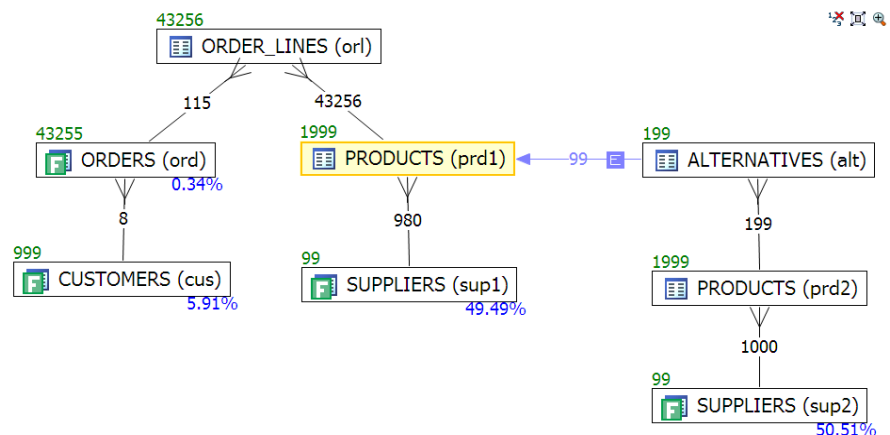 43256
ORDER_LINES (orl)
115
43256
43255
ORDERS (ord)
0.34%
1999
PRODUCTS (prd1)
99
E
199
ALTERNATIVES (alt)
8
980
199
999
F CUSTOMERS (cus)
5.91%
99
F SUPPLIERS (sup1)
49.49%
1999
PRODUCTS (prd2)
1000
99
F SUPPLIERS (sup2)
50.51%